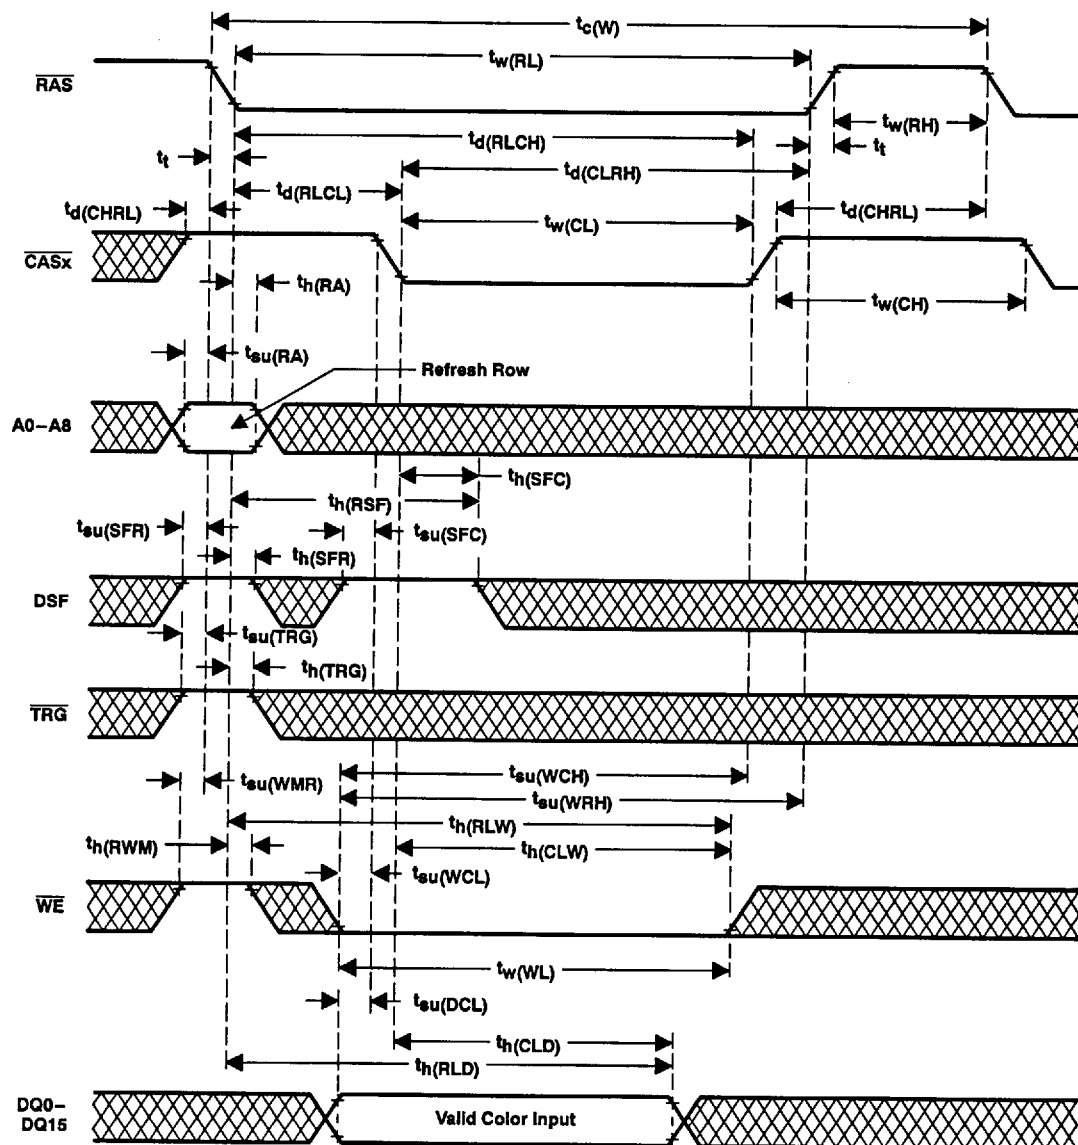 tc(W)
tw(RL)
RAS
tw(RH)
td(RLCH)
tt
tt
td(CLRH)
td(RLCL)
td(CHRL)
td(CHRL)
tw(CL)
CASx
th(RA)
tw(CH)
tsu(RA)
Refresh Row
A0–A8
th(SFC)
th(RSF)
tsu(SFR)
tsu(SFC)
th(SFR)
DSF
tsu(TRG)
th(TRG)
TRG
tsu(WCH)
tsu(WMR)
tsu(WRH)
th(RLW)
th(RWM)
th(CLW)
tsu(WCL)
WE
tw(WL)
tsu(DCL)
th(CLD)
th(RLD)
DQ0–
DQ15
Valid Color Input